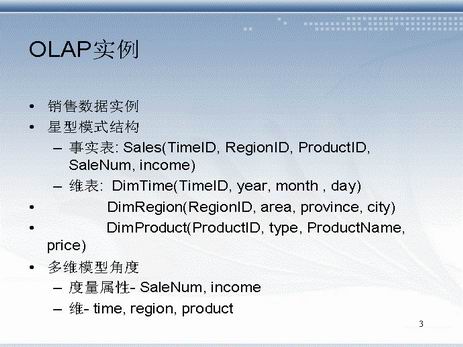 OLAP实例
• 销售数据实例
• 星型模式结构
– 事实表: Sales(TimeID, RegionID, ProductID,
SaleNum, income)
– 维表: DimTime(TimeID, year, month , day)
• DimRegion(RegionID, area, province, city)
• DimProduct(ProductID, type, ProductName,
price)
• 多维模型角度
– 度量属性- SaleNum, income
– 维- time, region, product
3